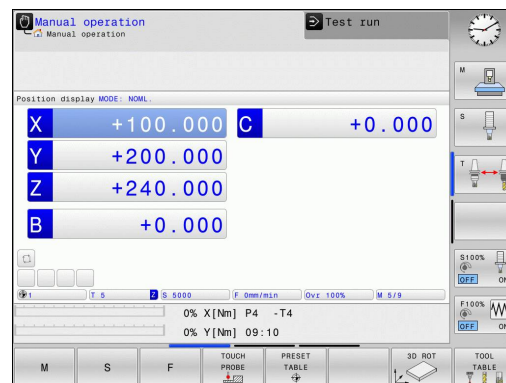 Manual operation
Manual operation
Test run
Position display MODE: NOML.
X +100.000 C +0.000
Y +200.000
Z +240.000
B +0.000
1 T 5 Z S 5000 F 0mm/min Ovr 100% M 5/9
0% X[Nm] P4 -T4
0% Y[Nm] 09:10
M
S
F
TOUCH PROBE
PRESET TABLE
3D ROT
TOOL TABLE
M
S
T
S100%
OFF ON
F100%
OFF ON